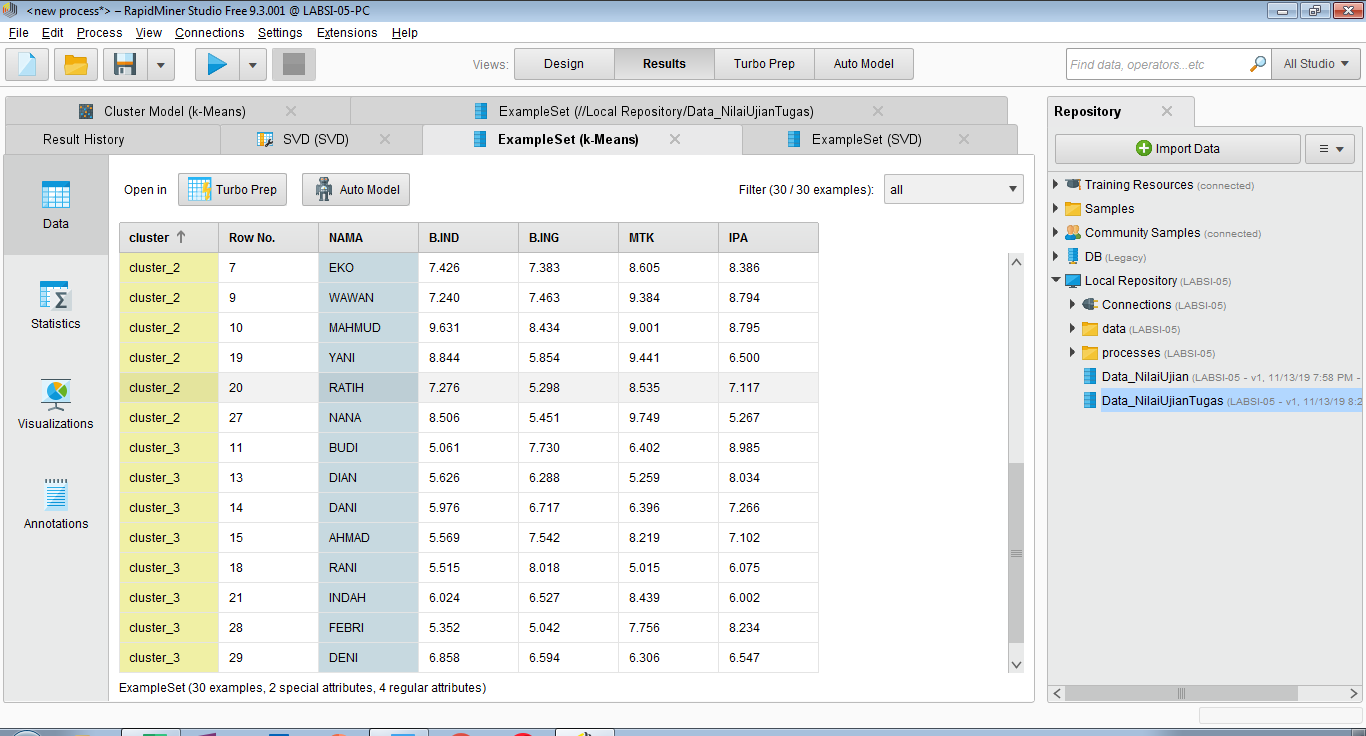 <new process*> – RapidMiner Studio Free 9.3.001 @ LABSI-05-PC
File Edit Process View Connections Settings Extensions Help
Views: Design Results Turbo Prep Auto Model Find data, operators...etc All Studio
Cluster Model (k-Means) ExampleSet (//Local Repository/Data_NilaiUjianTugas)
Result History SVD (SVD) ExampleSet (k-Means) ExampleSet (SVD)
Data
Statistics
Visualizations
Annotations
Open in Turbo Prep Auto Model Filter (30 / 30 examples): all
cluster Row No. NAMA B.IND B.ING MTK IPA
cluster_2 7 EKO 7.426 7.383 8.605 8.386
cluster_2 9 WAWAN 7.240 7.463 9.384 8.794
cluster_2 10 MAHMUD 9.631 8.434 9.001 8.795
cluster_2 19 YANI 8.844 5.854 9.441 6.500
cluster_2 20 RATIH 7.276 5.298 8.535 7.117
cluster_2 27 NANA 8.506 5.451 9.749 5.267
cluster_3 11 BUDI 5.061 7.730 6.402 8.985
cluster_3 13 DIAN 5.626 6.288 5.259 8.034
cluster_3 14 DANI 5.976 6.717 6.396 7.266
cluster_3 15 AHMAD 5.569 7.542 8.219 7.102
cluster_3 18 RANI 5.515 8.018 5.015 6.075
cluster_3 21 INDAH 6.024 6.527 8.439 6.002
cluster_3 28 FEBRI 5.352 5.042 7.756 8.234
cluster_3 29 DENI 6.858 6.594 6.306 6.547
ExampleSet (30 examples, 2 special attributes, 4 regular attributes)
Repository
Import Data
Training Resources (connected)
Samples
Community Samples (connected)
DB (Legacy)
Local Repository (LABSI-05)
Connections (LABSI-05)
data (LABSI-05)
processes (LABSI-05)
Data_NilaiUjian (LABSI-05 – v1, 11/13/19 7:58 PM –
Data_NilaiUjianTugas (LABSI-05 – v1, 11/13/19 8:2